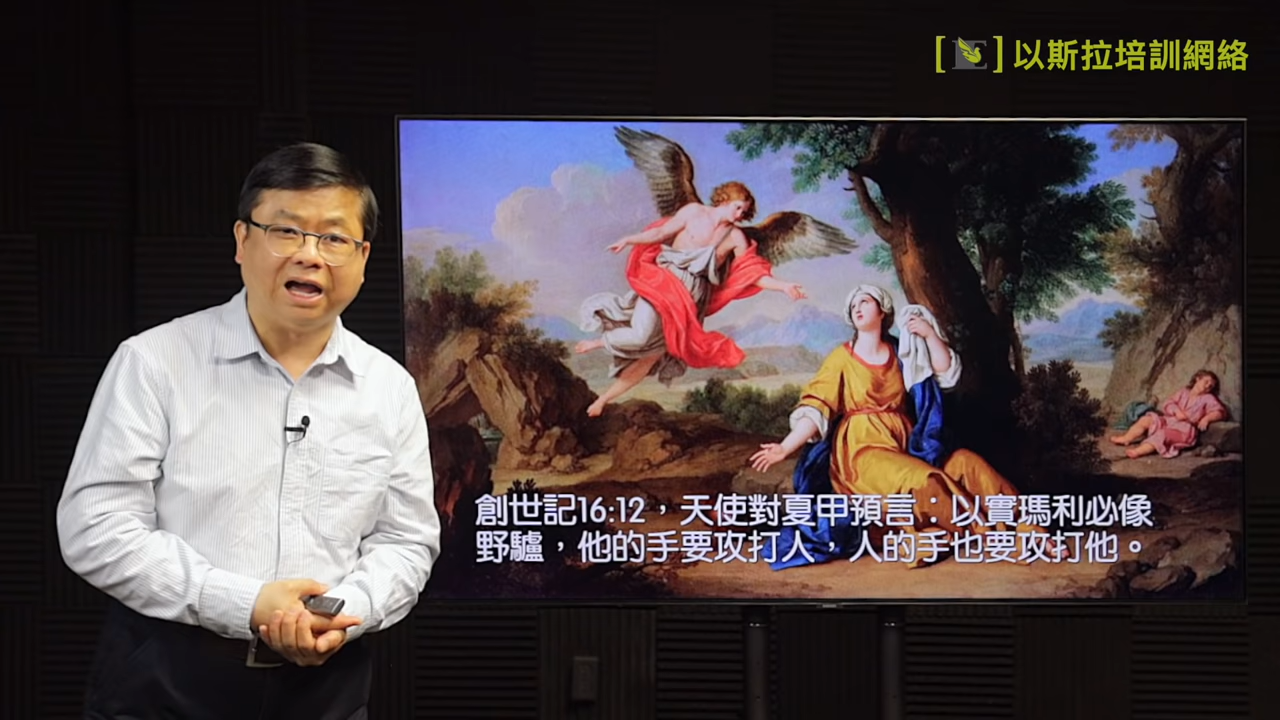 [E] 以斯拉培訓網絡
創世記16:12，天使對夏甲預言：以實瑪利必像
野驢，他的手要攻打人，人的手也要攻打他。